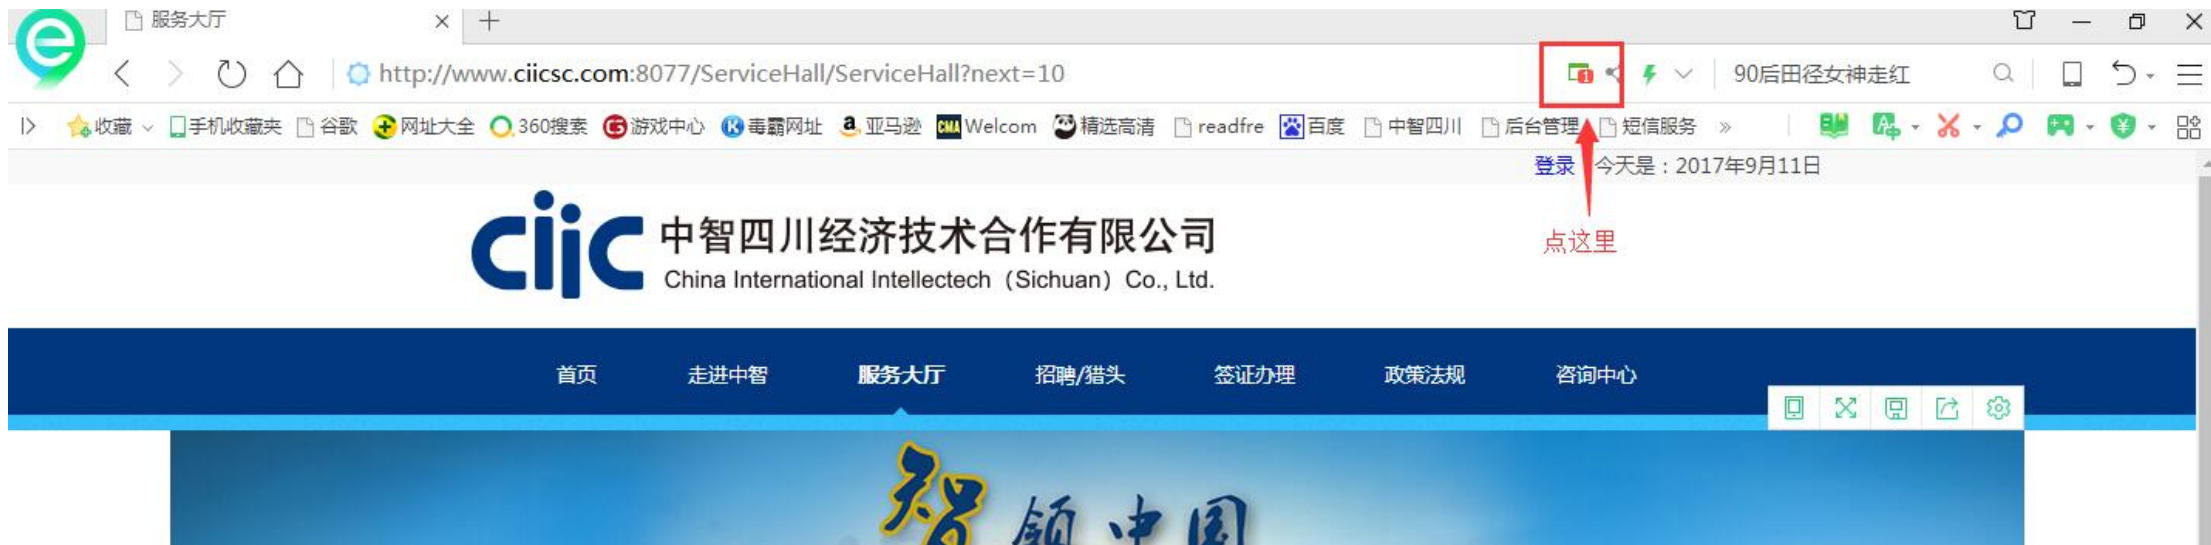 服务大厅
http://www.ciicsc.com:8077/ServiceHall/ServiceHall?next=10
1
90后田径女神走红
收藏 手机收藏夹 谷歌 网址大全 360搜索 游戏中心 毒霸网址 亚马逊 Welcom 精选高清 readfre 百度 中智四川 后台管理 短信服务 »
登录 今天是：2017年9月11日
ciic 中智四川经济技术合作有限公司
China International Intellectech (Sichuan) Co., Ltd.
点这里
首页 走进中智 服务大厅 招聘/猎头 签证办理 政策法规 咨询中心
智领中国